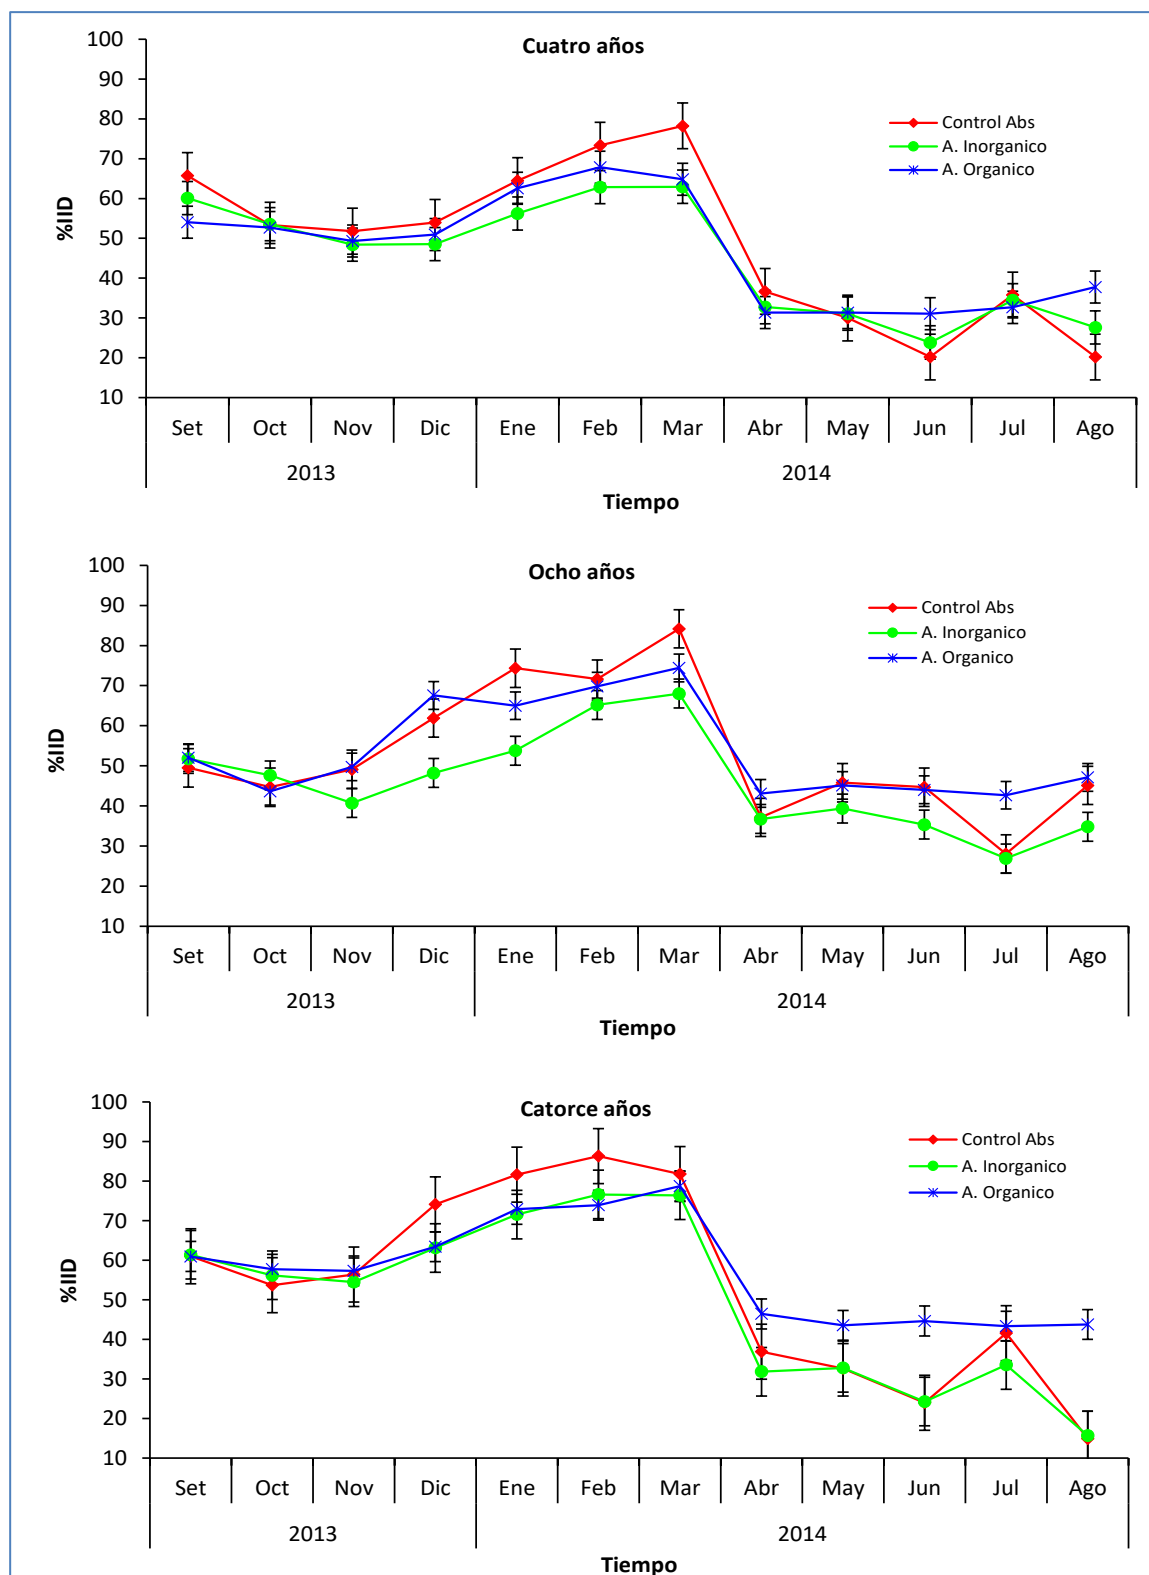 Cuatro años
100
90
80
70
60
50
40
30
20
10
%IID
Control Abs
A. Inorganico
A. Organico
Set Oct Nov Dic Ene Feb Mar Abr May Jun Jul Ago
2013 2014
Tiempo
Ocho años
100
90
80
70
60
50
40
30
20
10
%IID
Control Abs
A. Inorganico
A. Organico
Set Oct Nov Dic Ene Feb Mar Abr May Jun Jul Ago
2013 2014
Tiempo
Catorce años
100
90
80
70
60
50
40
30
20
10
%IID
Control Abs
A. Inorganico
A. Organico
Set Oct Nov Dic Ene Feb Mar Abr May Jun Jul Ago
2013 2014
Tiempo